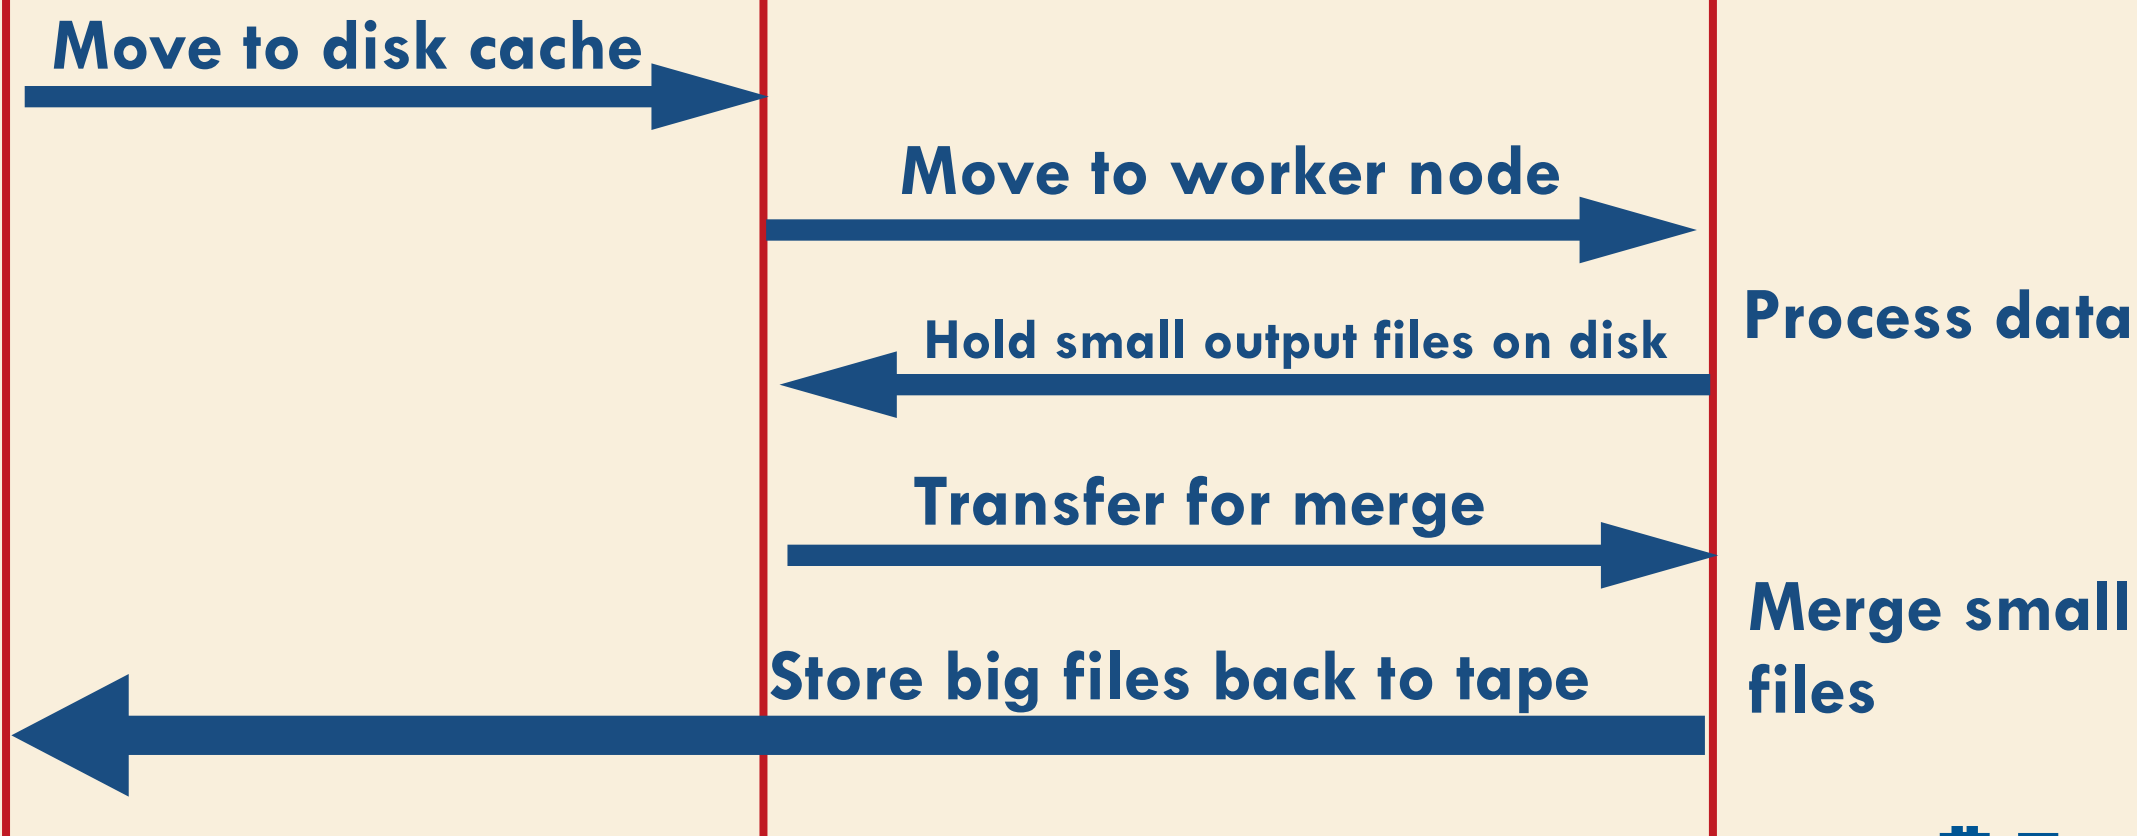 Move to disk cache
Move to worker node
Process data
Hold small output files on disk
Transfer for merge
Merge small
files
Store big files back to tape